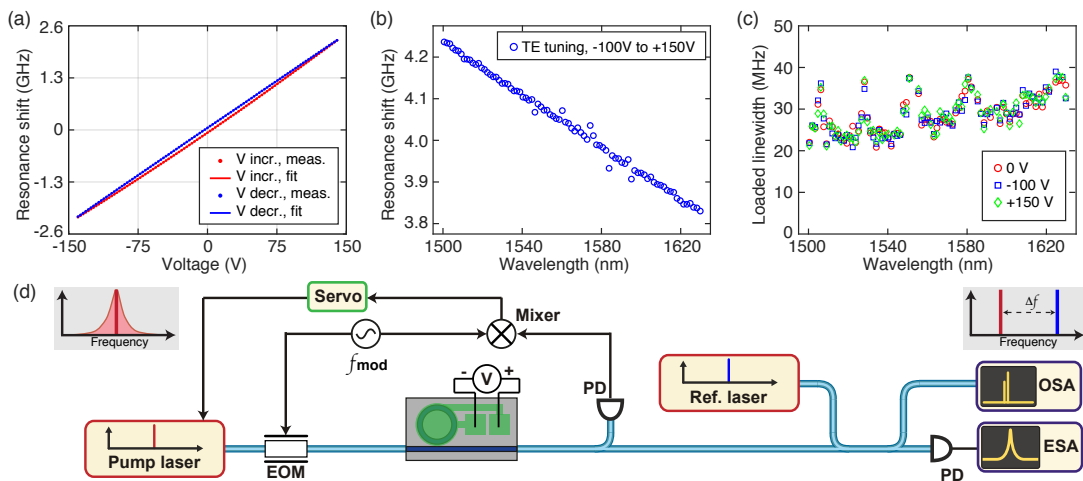 (a)
2.6
1.3
0
-1.3
-2.6
Resonance shift (GHz)
-150
-75
0
75
150
Voltage (V)
V incr., meas.
V incr., fit
V decr., meas.
V decr., fit
(b)
4.2
4.1
4.0
3.9
3.8
Resonance shift (GHz)
1500
1540
1580
1620
Wavelength (nm)
TE tuning, -100V to +150V
(c)
50
40
30
20
10
0
Loaded linewidth (MHz)
1500
1540
1580
1620
Wavelength (nm)
0 V
-100 V
+150 V
(d)
Frequency
Servo
Mixer
fmod
- V +
PD
Pump laser
EOM
Ref. laser
Δf
Frequency
OSA
ESA
PD